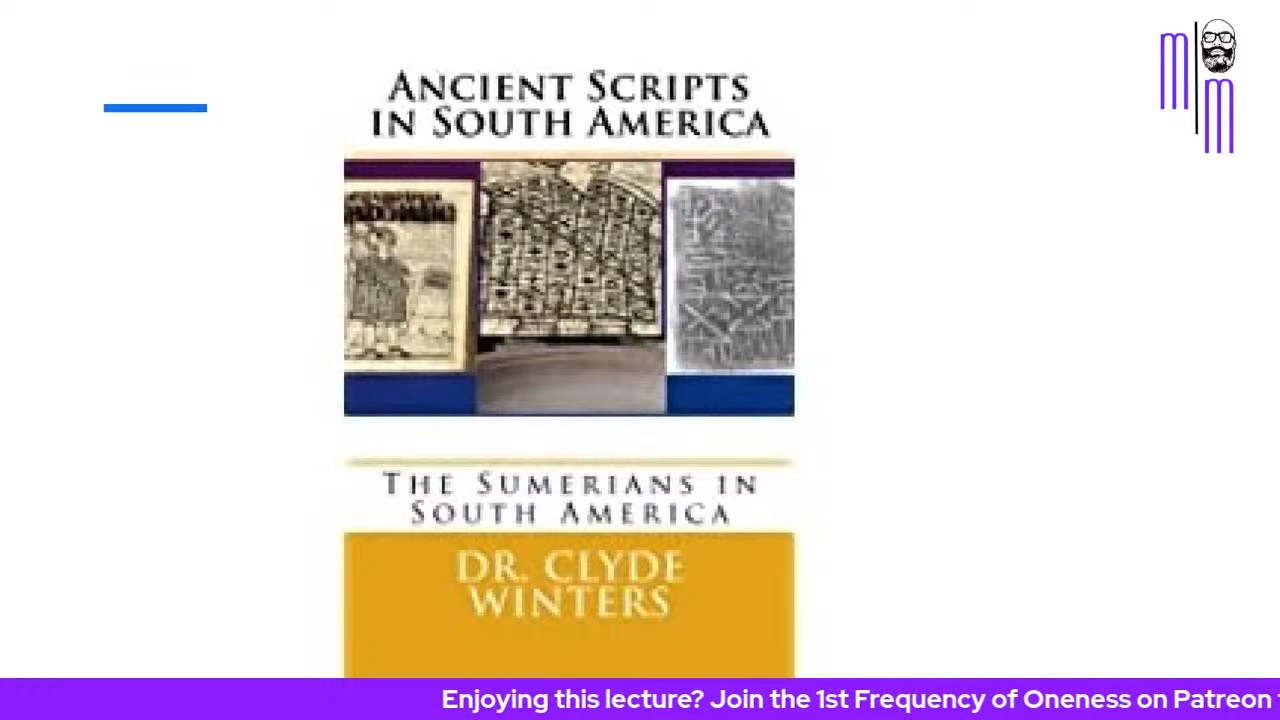 m
m
ANCIENT SCRIPTS
IN SOUTH AMERICA
THE SUMERIANS IN
SOUTH AMERICA
DR. CLYDE
WINTERS
Enjoying this lecture? Join the 1st Frequency of Oneness on Patreon